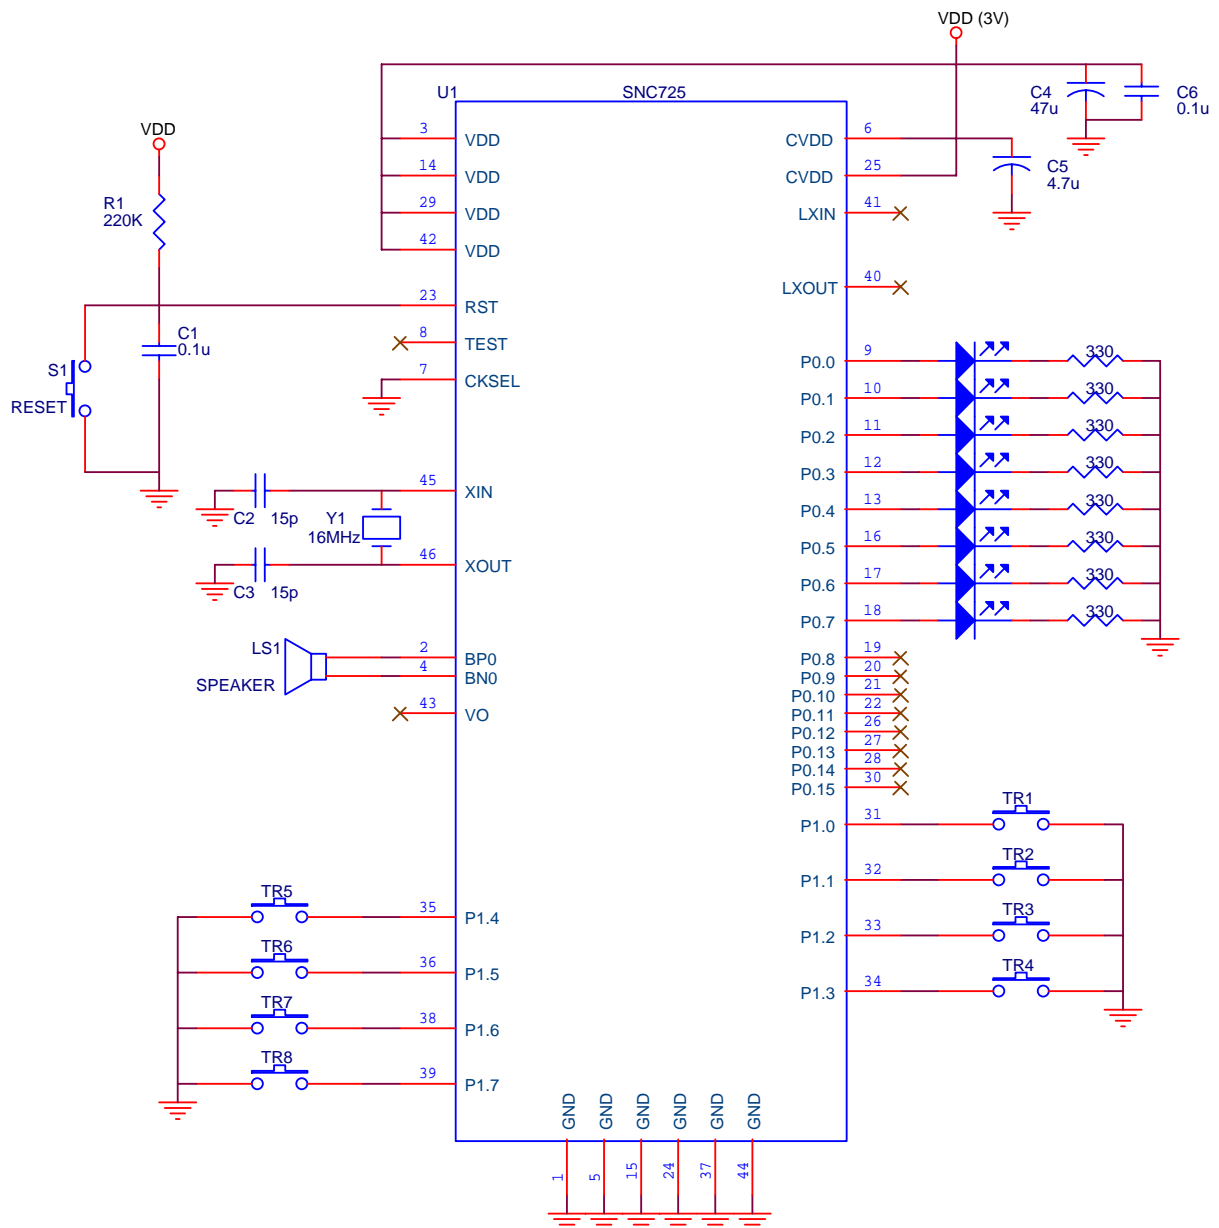 VDD (3V)
U1
SNC725
C4
47u
C6
0.1u
VDD
3
VDD
14
VDD
29
VDD
42
VDD
6
CVDD
25
CVDD
C5
4.7u
41
LXIN
40
LXOUT
R1
220K
23
RST
C1
0.1u
8
TEST
7
CKSEL
S1
RESET
9
P0.0
330
10
P0.1
330
11
P0.2
330
12
P0.3
330
13
P0.4
330
16
P0.5
330
17
P0.6
330
18
P0.7
330
45
XIN
C2
15p
Y1
16MHz
46
XOUT
C3
15p
LS1
SPEAKER
2
BP0
4
BN0
43
VO
19
P0.8
20
P0.9
21
P0.10
22
P0.11
26
P0.12
27
P0.13
28
P0.14
30
P0.15
TR1
31
P1.0
TR2
32
P1.1
TR3
33
P1.2
TR4
34
P1.3
TR5
35
P1.4
TR6
36
P1.5
TR7
38
P1.6
TR8
39
P1.7
GND
GND
GND
GND
GND
GND
1
5
15
24
37
44